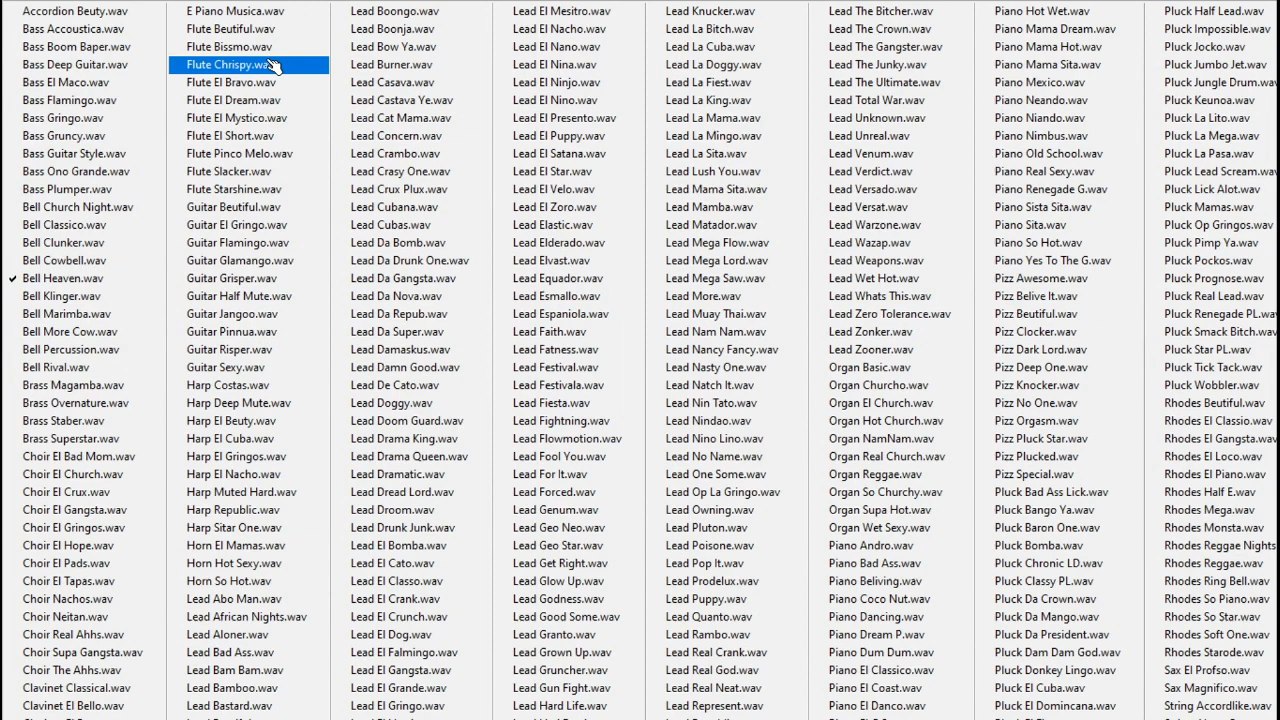 Accordion Beuty.wav
Bass Accoustica.wav
Bass Boom Baper.wav
Bass Deep Guitar.wav
Bass El Maco.wav
Bass Flamingo.wav
Bass Gringo.wav
Bass Gruncy.wav
Bass Guitar Style.wav
Bass Ono Grande.wav
Bass Plumper.wav
Bell Church Night.wav
Bell Classico.wav
Bell Clunker.wav
Bell Cowbell.wav
Bell Heaven.wav
Bell Klinger.wav
Bell Marimba.wav
Bell More Cow.wav
Bell Percussion.wav
Bell Rival.wav
Brass Magamba.wav
Brass Overnature.wav
Brass Staber.wav
Brass Superstar.wav
Choir El Bad Mom.wav
Choir El Church.wav
Choir El Crux.wav
Choir El Gangsta.wav
Choir El Gringos.wav
Choir El Hope.wav
Choir El Pads.wav
Choir El Tapas.wav
Choir Nachos.wav
Choir Neitan.wav
Choir Real Ahhs.wav
Choir Supa Gangsta.wav
Choir The Ahhs.wav
Clavinet Classical.wav
Clavinet El Bello.wav
E Piano Musica.wav
Flute Beutiful.wav
Flute Bissmo.wav
Flute Chrispy.wav
Flute El Bravo.wav
Flute El Dream.wav
Flute El Mystico.wav
Flute El Short.wav
Flute Pinco Melo.wav
Flute Slacker.wav
Flute Starshine.wav
Guitar Beutiful.wav
Guitar El Gringo.wav
Guitar Flamingo.wav
Guitar Glamango.wav
Guitar Grisper.wav
Guitar Half Mute.wav
Guitar Jangoo.wav
Guitar Pinnua.wav
Guitar Risper.wav
Guitar Sexy.wav
Harp Costas.wav
Harp Deep Mute.wav
Harp El Beuty.wav
Harp El Cuba.wav
Harp El Gringos.wav
Harp El Nacho.wav
Harp Muted Hard.wav
Harp Republic.wav
Harp Sitar One.wav
Horn El Mamas.wav
Horn Hot Sexy.wav
Horn So Hot.wav
Lead Abo Man.wav
Lead African Nights.wav
Lead Aloner.wav
Lead Bad Ass.wav
Lead Bam Bam.wav
Lead Bamboo.wav
Lead Bastard.wav
Lead Boongo.wav
Lead Boonja.wav
Lead Bow Ya.wav
Lead Burner.wav
Lead Casava.wav
Lead Castava Ye.wav
Lead Cat Mama.wav
Lead Concern.wav
Lead Crambo.wav
Lead Crasy One.wav
Lead Crux Plux.wav
Lead Cubana.wav
Lead Cubas.wav
Lead Da Bomb.wav
Lead Da Drunk One.wav
Lead Da Gangsta.wav
Lead Da Nova.wav
Lead Da Repub.wav
Lead Da Super.wav
Lead Damaskus.wav
Lead Damn Good.wav
Lead De Cato.wav
Lead Doggy.wav
Lead Doom Guard.wav
Lead Drama King.wav
Lead Drama Queen.wav
Lead Dramatic.wav
Lead Dread Lord.wav
Lead Droom.wav
Lead Drunk Junk.wav
Lead El Bomba.wav
Lead El Cato.wav
Lead El Classo.wav
Lead El Crank.wav
Lead El Crunch.wav
Lead El Dog.wav
Lead El Falmingo.wav
Lead El Gangsta.wav
Lead El Grande.wav
Lead El Gringo.wav
Lead El Mesitro.wav
Lead El Nacho.wav
Lead El Nano.wav
Lead El Nina.wav
Lead El Ninjo.wav
Lead El Nino.wav
Lead El Presento.wav
Lead El Puppy.wav
Lead El Satana.wav
Lead El Star.wav
Lead El Velo.wav
Lead El Zoro.wav
Lead Elastic.wav
Lead Elderado.wav
Lead Elvast.wav
Lead Equador.wav
Lead Esmallo.wav
Lead Espaniola.wav
Lead Faith.wav
Lead Fatness.wav
Lead Festival.wav
Lead Festivala.wav
Lead Fiesta.wav
Lead Fightning.wav
Lead Flowmotion.wav
Lead Fool You.wav
Lead For It.wav
Lead Forced.wav
Lead Genum.wav
Lead Geo Neo.wav
Lead Geo Star.wav
Lead Get Right.wav
Lead Glow Up.wav
Lead Godness.wav
Lead Good Some.wav
Lead Granto.wav
Lead Grown Up.wav
Lead Gruncher.wav
Lead Gun Fight.wav
Lead Hard Life.wav
Lead Knucker.wav
Lead La Bitch.wav
Lead La Cuba.wav
Lead La Doggy.wav
Lead La Fiest.wav
Lead La King.wav
Lead La Mama.wav
Lead La Mingo.wav
Lead La Sita.wav
Lead Lush You.wav
Lead Mama Sita.wav
Lead Mamba.wav
Lead Matador.wav
Lead Mega Flow.wav
Lead Mega Lord.wav
Lead Mega Saw.wav
Lead More.wav
Lead Muay Thai.wav
Lead Nam Nam.wav
Lead Nancy Fancy.wav
Lead Nasty One.wav
Lead Natch It.wav
Lead Nin Tato.wav
Lead Nindao.wav
Lead Nino Lino.wav
Lead No Name.wav
Lead One Some.wav
Lead Op La Gringo.wav
Lead Owning.wav
Lead Pluton.wav
Lead Poisone.wav
Lead Pop It.wav
Lead Prodelux.wav
Lead Puppy.wav
Lead Quanto.wav
Lead Rambo.wav
Lead Real Crank.wav
Lead Real God.wav
Lead Real Neat.wav
Lead Represent.wav
Lead The Bitcher.wav
Lead The Crown.wav
Lead The Gangster.wav
Lead The Junky.wav
Lead The Ultimate.wav
Lead Total War.wav
Lead Unknown.wav
Lead Unreal.wav
Lead Venum.wav
Lead Verdict.wav
Lead Versado.wav
Lead Versat.wav
Lead Warzone.wav
Lead Wazap.wav
Lead Weapons.wav
Lead Wet Hot.wav
Lead Whats This.wav
Lead Zero Tolerance.wav
Lead Zonker.wav
Lead Zooner.wav
Organ Basic.wav
Organ Churcho.wav
Organ El Church.wav
Organ Hot Church.wav
Organ NamNam.wav
Organ Real Church.wav
Organ Reggae.wav
Organ So Churchy.wav
Organ Supa Hot.wav
Organ Wet Sexy.wav
Piano Andro.wav
Piano Bad Ass.wav
Piano Beliving.wav
Piano Coco Nut.wav
Piano Dancing.wav
Piano Dream P.wav
Piano Dum Dum.wav
Piano El Classico.wav
Piano El Coast.wav
Piano El Danco.wav
Piano Hot Wet.wav
Piano Mama Dream.wav
Piano Mama Hot.wav
Piano Mama Sita.wav
Piano Mexico.wav
Piano Neando.wav
Piano Niando.wav
Piano Nimbus.wav
Piano Old School.wav
Piano Real Sexy.wav
Piano Renegade G.wav
Piano Sista Sita.wav
Piano Sita.wav
Piano So Hot.wav
Piano Yes To The G.wav
Pizz Awesome.wav
Pizz Belive It.wav
Pizz Beutiful.wav
Pizz Clocker.wav
Pizz Dark Lord.wav
Pizz Deep One.wav
Pizz Knocker.wav
Pizz No One.wav
Pizz Orgasm.wav
Pizz Pluck Star.wav
Pizz Plucked.wav
Pizz Special.wav
Pluck Bad Ass Lick.wav
Pluck Bango Ya.wav
Pluck Baron One.wav
Pluck Bomba.wav
Pluck Chronic LD.wav
Pluck Classy PL.wav
Pluck Da Crown.wav
Pluck Da Mango.wav
Pluck Da President.wav
Pluck Dam Dam God.wav
Pluck Donkey Lingo.wav
Pluck El Cuba.wav
Pluck El Dominicana.wav
Pluck Half Lead.wav
Pluck Impossible.wav
Pluck Jocko.wav
Pluck Jumbo Jet.wav
Pluck Jungle Drum.wav
Pluck Keunoa.wav
Pluck La Lito.wav
Pluck La Mega.wav
Pluck La Pasa.wav
Pluck Lead Scream.wav
Pluck Lick Alot.wav
Pluck Mamas.wav
Pluck Op Gringos.wav
Pluck Pimp Ya.wav
Pluck Pockos.wav
Pluck Prognose.wav
Pluck Real Lead.wav
Pluck Renegade PL.wav
Pluck Smack Bitch.wav
Pluck Star PL.wav
Pluck Tick Tack.wav
Pluck Wobbler.wav
Rhodes Beutiful.wav
Rhodes El Classio.wav
Rhodes El Gangsta.wav
Rhodes El Loco.wav
Rhodes El Piano.wav
Rhodes Half E.wav
Rhodes Mega.wav
Rhodes Monsta.wav
Rhodes Reggae Nights
Rhodes Reggae.wav
Rhodes Ring Bell.wav
Rhodes So Piano.wav
Rhodes So Star.wav
Rhodes Soft One.wav
Rhodes Starode.wav
Sax El Profso.wav
Sax Magnifico.wav
String Accordlike.wav